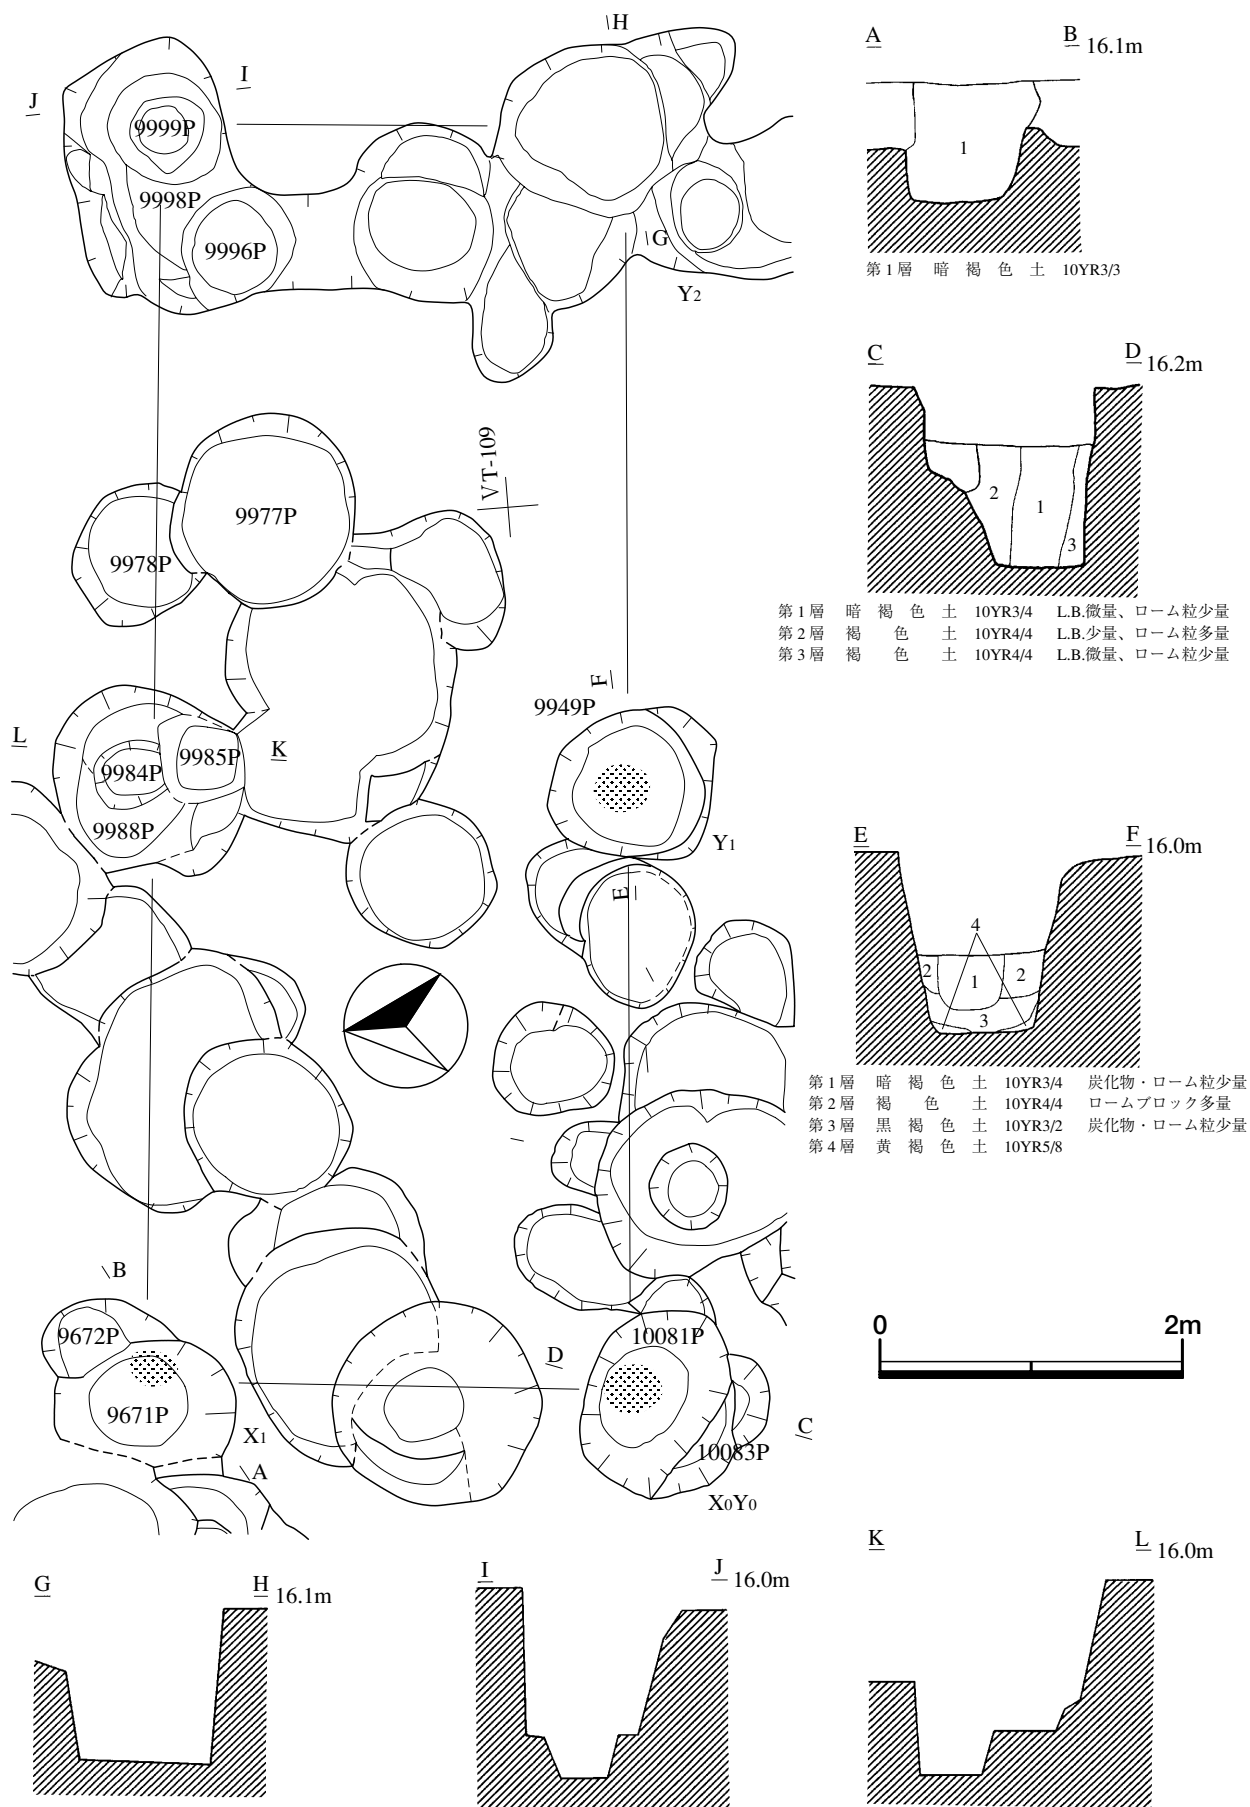 H
A
B 16.1m
J
I
9999P
9998P
9996P
G
Y2
1
第1層 暗褐色土 10YR3/3
C
D 16.2m
2
1
3
第1層 暗褐色土 10YR3/4 L.B.微量、ローム粒少量
第2層 褐色土 10YR4/4 L.B.少量、ローム粒多量
第3層 褐色土 10YR4/4 L.B.微量、ローム粒少量
VT-109
9977P
9978P
F
9949P
L
K
9984P
9985P
9988P
Y1
E
E
F 16.0m
4
2
1
2
3
第1層 暗褐色土 10YR3/4 炭化物・ローム粒少量
第2層 褐色土 10YR4/4 ロームブロック多量
第3層 黒褐色土 10YR3/2 炭化物・ローム粒少量
第4層 黄褐色土 10YR5/8
B
9672P
9671P
X1
A
D
10081P
10083P
C
X0Y0
0
2m
G
H 16.1m
I
J 16.0m
K
L 16.0m